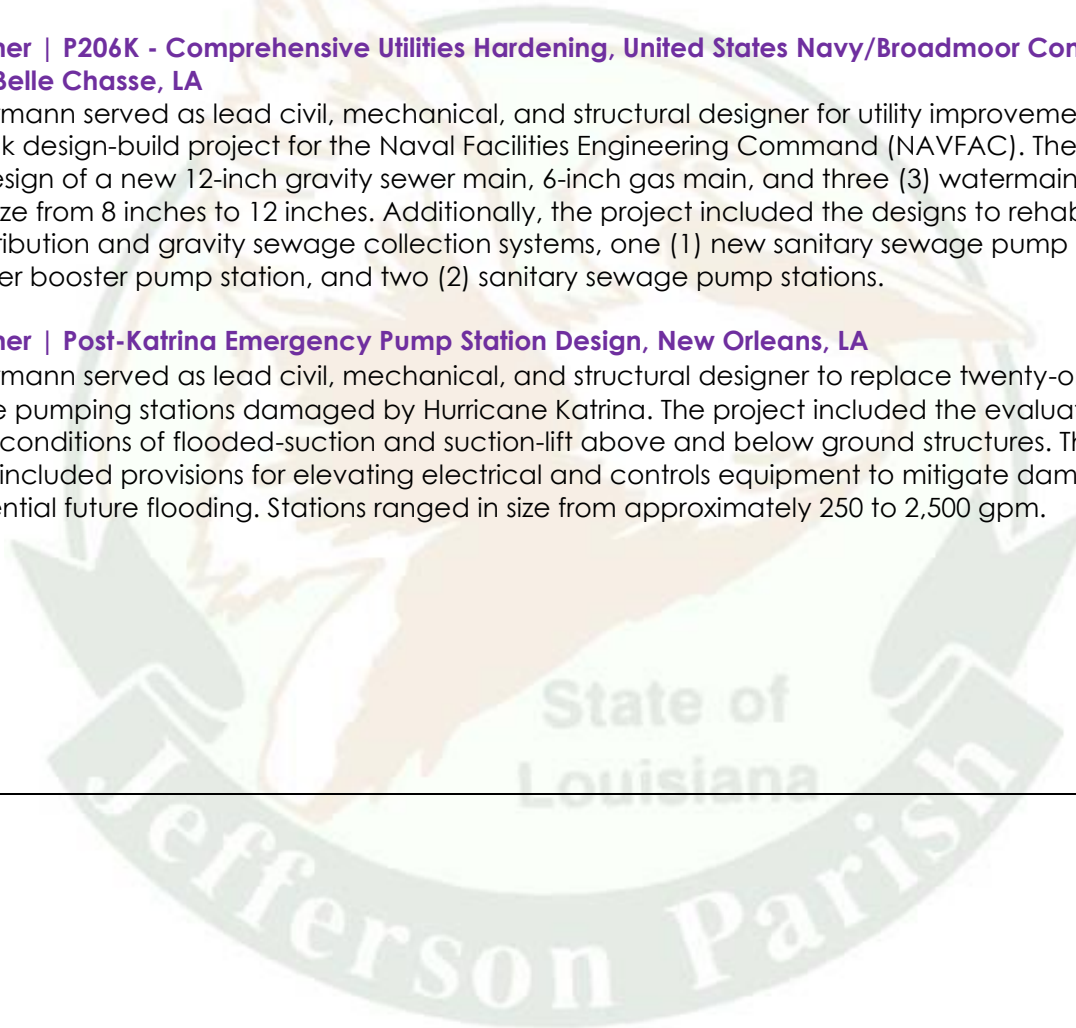 ner | P206K - Comprehensive Utilities Hardening, United States Navy/Broadmoor Con
Belle Chasse, LA
rmann served as lead civil, mechanical, and structural designer for utility improveme
k design-build project for the Naval Facilities Engineering Command (NAVFAC). The
esign of a new 12-inch gravity sewer main, 6-inch gas main, and three (3) watermain
ze from 8 inches to 12 inches. Additionally, the project included the designs to rehab
ribution and gravity sewage collection systems, one (1) new sanitary sewage pump
er booster pump station, and two (2) sanitary sewage pump stations.
ner | Post-Katrina Emergency Pump Station Design, New Orleans, LA
rmann served as lead civil, mechanical, and structural designer to replace twenty-o
e pumping stations damaged by Hurricane Katrina. The project included the evaluat
conditions of flooded-suction and suction-lift above and below ground structures. Th
included provisions for elevating electrical and controls equipment to mitigate dam
ential future flooding. Stations ranged in size from approximately 250 to 2,500 gpm.
State of
Louisiana
Jefferson Parish